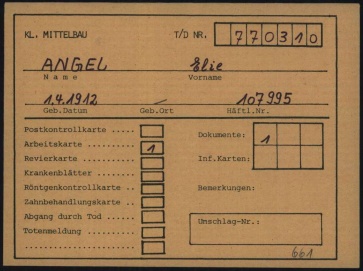 KL. MITTELBAU T/D NR. 770310
ANGEL Elie
Name Vorname
1.4.1912 107995
Geb.Datum Geb.Ort Häftl.Nr.
Postkontrollkarte .....
Arbeitskarte ..... 1
Revierkarte .....
Krankenblätter .....
Röntgenkontrollkarte ..
Zahnbehandlungskarte ..
Abgang durch Tod .....
Totenmeldung .....
.....................
Dokumente: 1
Inf.Karten:
Bemerkungen:
Umschlag-Nr.:
661